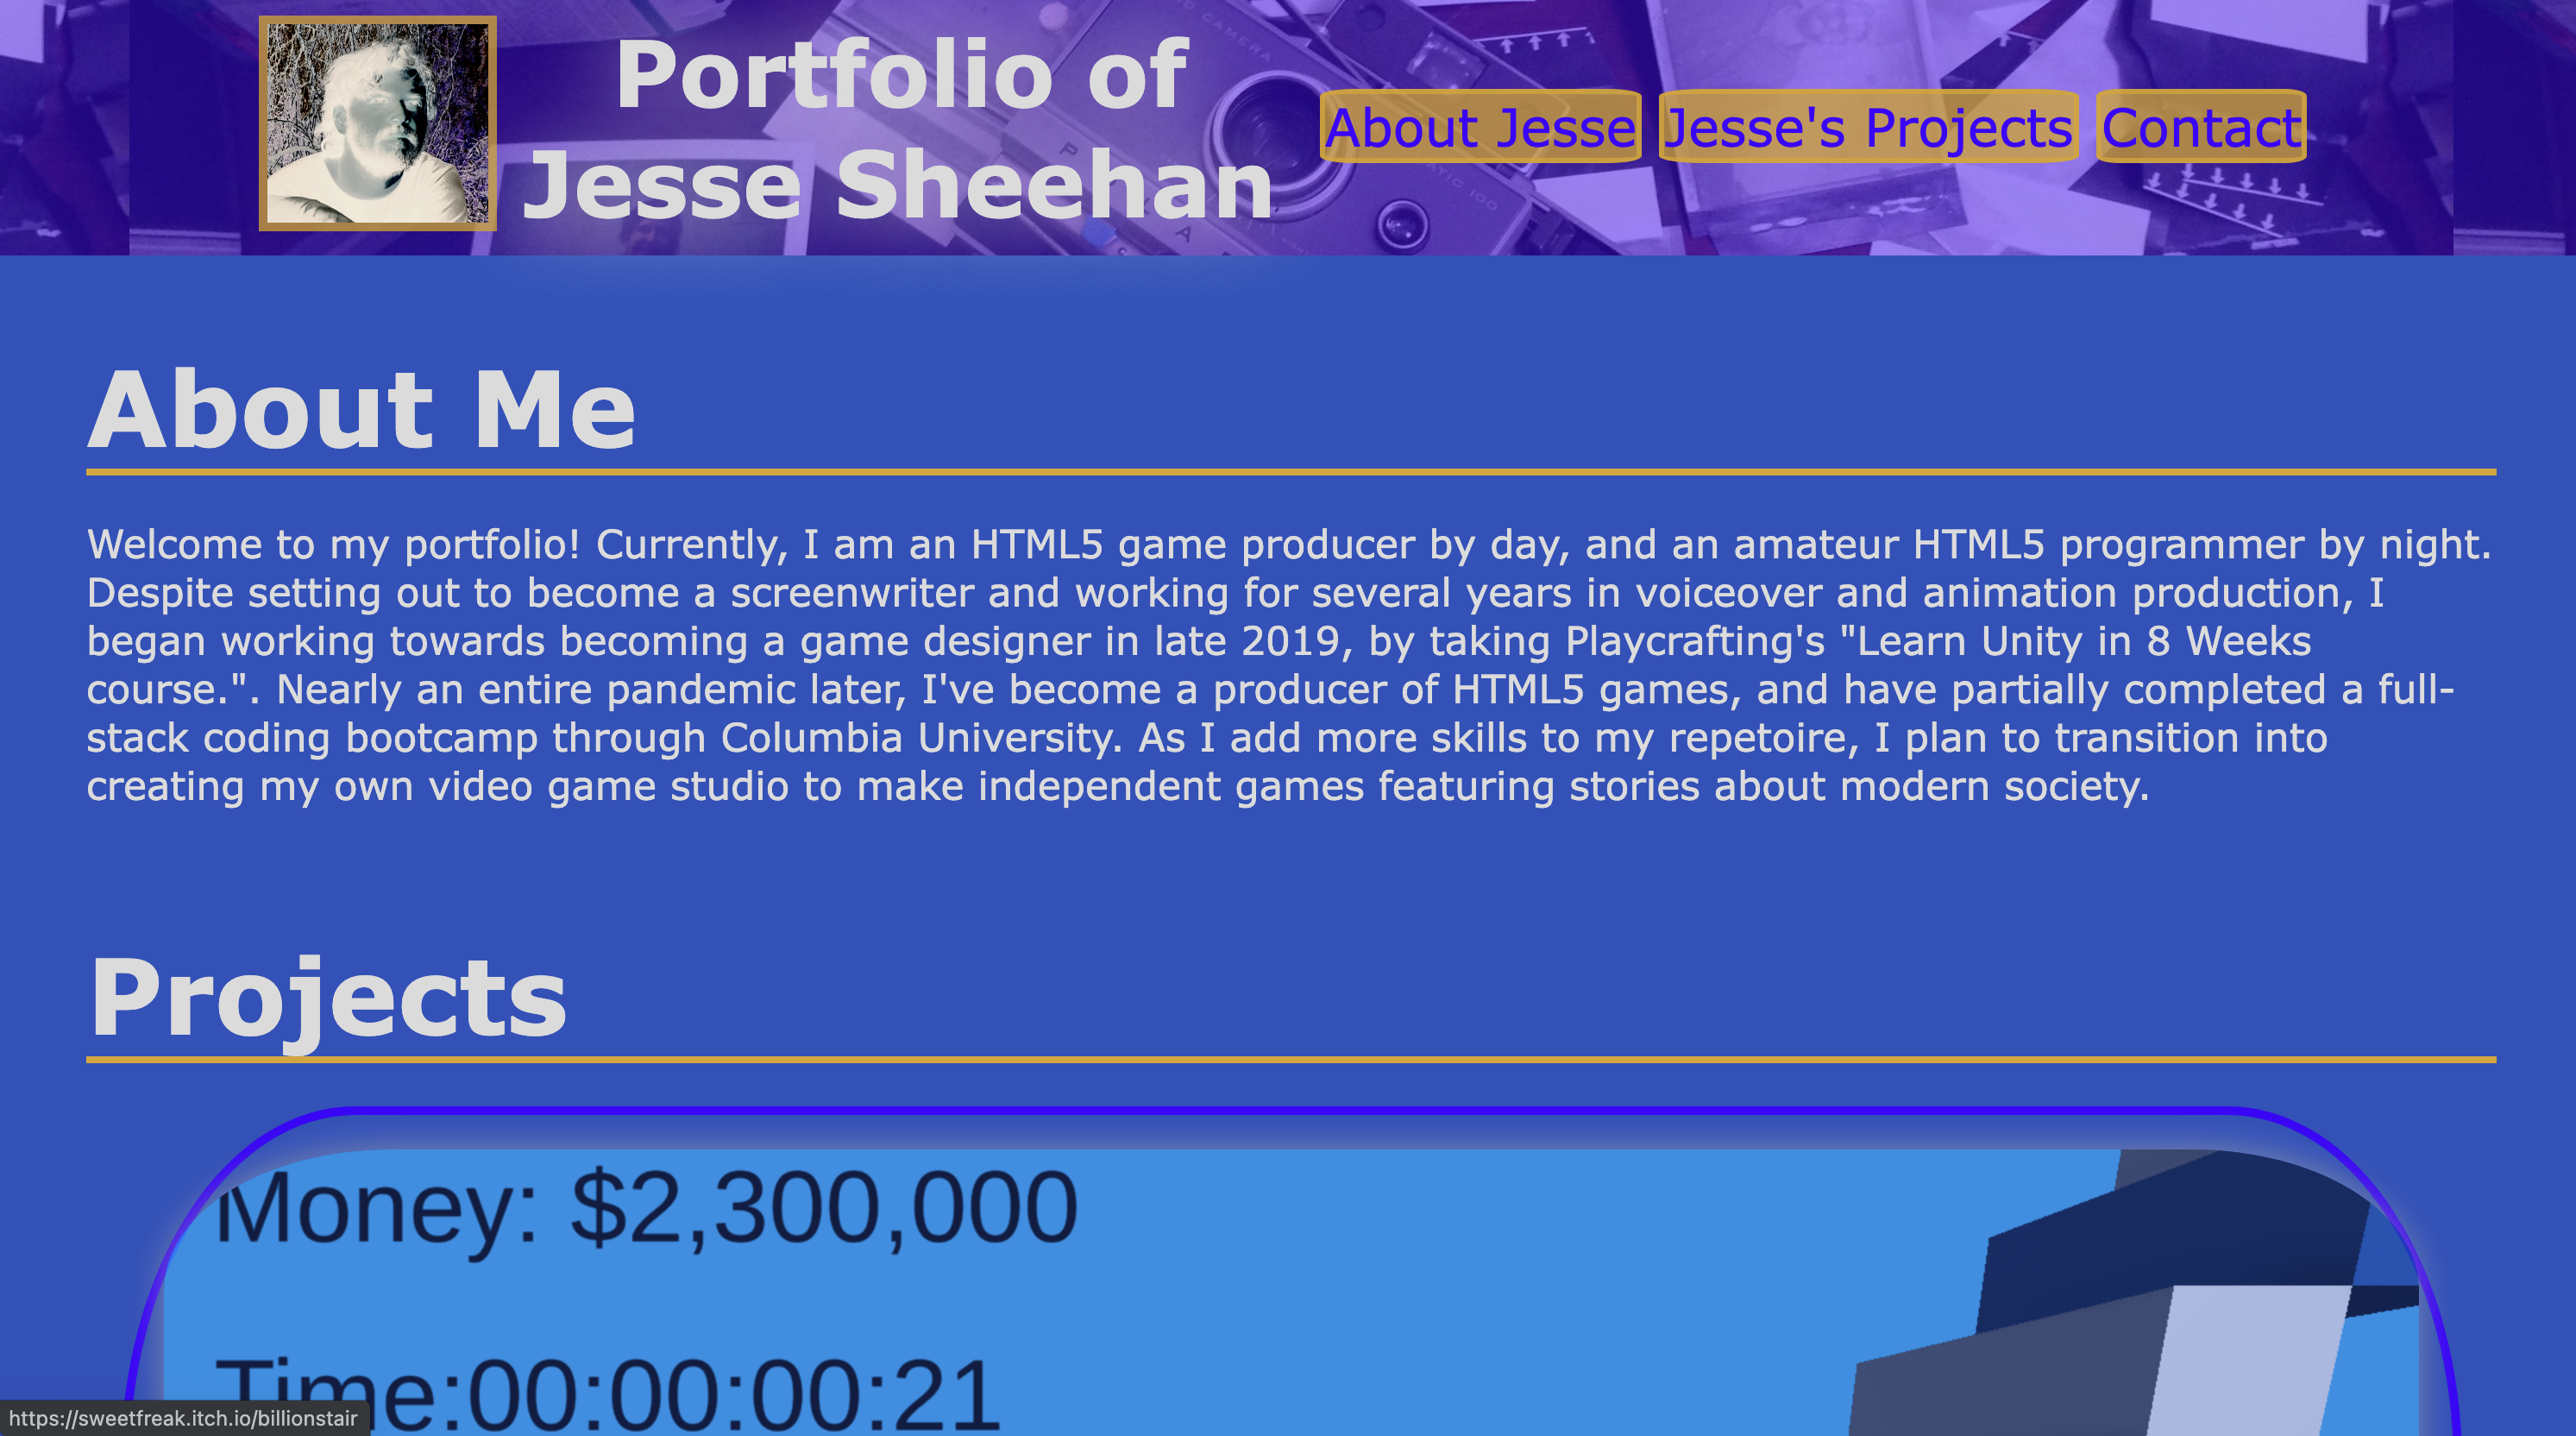 Portfolio of
Jesse Sheehan
About Jesse
Jesse's Projects
Contact
About Me
Welcome to my portfolio! Currently, I am an HTML5 game producer by day, and an amateur HTML5 programmer by night.
Despite setting out to become a screenwriter and working for several years in voiceover and animation production, I
began working towards becoming a game designer in late 2019, by taking Playcrafting's "Learn Unity in 8 Weeks
course.". Nearly an entire pandemic later, I've become a producer of HTML5 games, and have partially completed a full-
stack coding bootcamp through Columbia University. As I add more skills to my repetoire, I plan to transition into
creating my own video game studio to make independent games featuring stories about modern society.
Projects
Money: $2,300,000
Time:00:00:00:21
https://sweetfreak.itch.io/billionstair